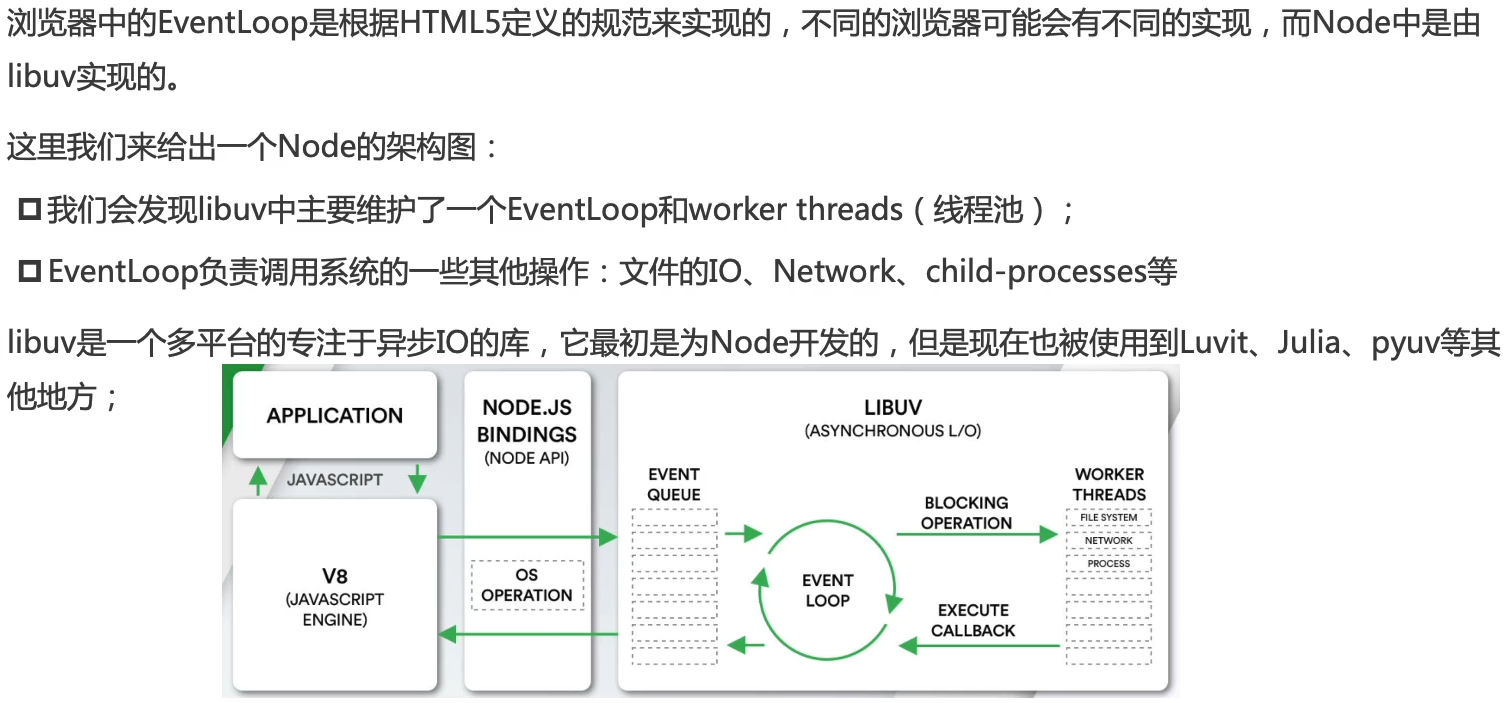 浏览器中的EventLoop是根据HTML5定义的规范来实现的，不同的浏览器可能会有不同的实现，而Node中是由
libuv实现的。
这里我们来给出一个Node的架构图：
我们会发现libuv中主要维护了一个EventLoop和worker threads（线程池）；
EventLoop负责调用系统的一些其他操作：文件的IO、Network、child-processes等
libuv是一个多平台的专注于异步IO的库，它最初是为Node开发的，但是现在也被使用到Luvit、Julia、pyuv等其
他地方；
APPLICATION
JAVASCRIPT
V8
(JAVASCRIPT
ENGINE)
NODE.JS
BINDINGS
(NODE API)
OS
OPERATION
LIBUV
(ASYNCHRONOUS L/O)
EVENT
QUEUE
EVENT
LOOP
BLOCKING
OPERATION
EXECUTE
CALLBACK
WORKER
THREADS
FILE SYSTEM
NETWORK
PROCESS